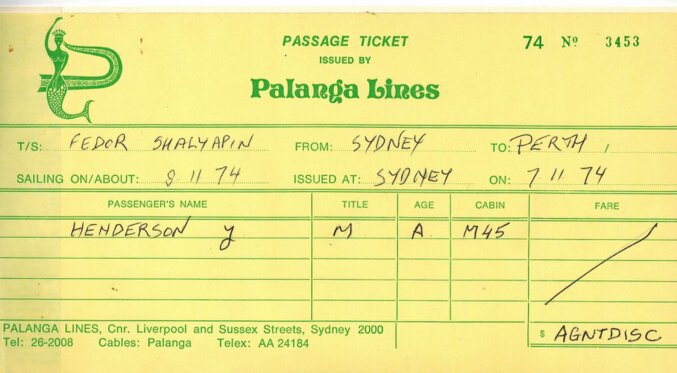 PASSAGE TICKET
ISSUED BY
Palanga Lines
74 Nº 3453
T/S: FEDOR SHALYAPIN FROM: SYDNEY TO: PERTH /
SAILING ON/ABOUT: 8 11 74 ISSUED AT: SYDNEY ON: 7 11 74
PASSENGER'S NAME TITLE AGE CABIN FARE
HENDERSON y M A M45
PALANGA LINES, Cnr. Liverpool and Sussex Streets, Sydney 2000
Tel: 26-2008 Cables: Palanga Telex: AA 24184
$ AGNTDISC